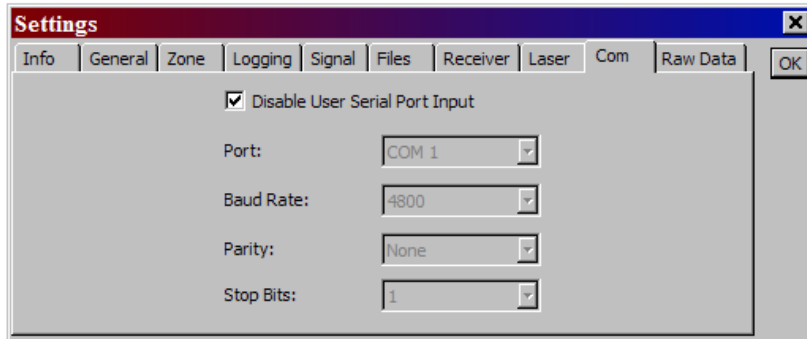 Settings
Info General Zone Logging Signal Files Receiver Laser Com Raw Data OK
Disable User Serial Port Input
Port: COM 1
Baud Rate: 4800
Parity: None
Stop Bits: 1